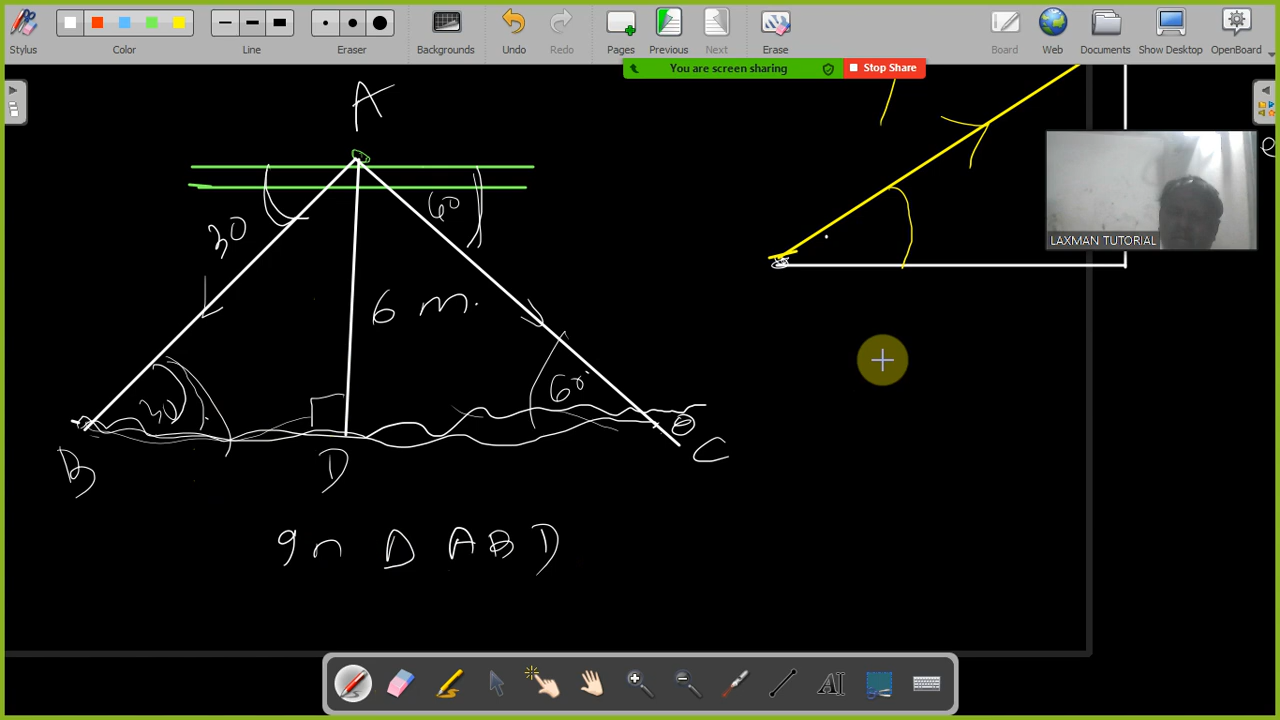 Stylus
Color
Line
Eraser
Backgrounds
Undo
Redo
Pages
Previous
Next
Erase
Board
Web
Documents
Show Desktop
OpenBoard
You are screen sharing
Stop Share
A
30
60
LAXMAN TUTORIAL
6 m.
30
60
B
D
C
In Δ ABD
AI